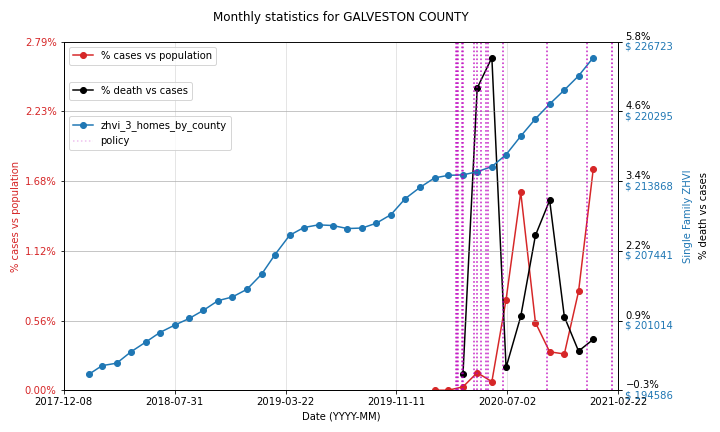 Monthly statistics for GALVESTON COUNTY
2.79%
2.23%
1.68%
1.12%
0.56%
0.00%
% cases vs population
% cases vs population
% death vs cases
zhvi_3_homes_by_county
policy
5.8%
$ 226723
4.6%
$ 220295
3.4%
$ 213868
2.2%
$ 207441
0.9%
$ 201014
−0.3%
$ 194586
Single Family ZHVI
% death vs cases
2017-12-08
2018-07-31
2019-03-22
2019-11-11
2020-07-02
2021-02-22
Date (YYYY-MM)